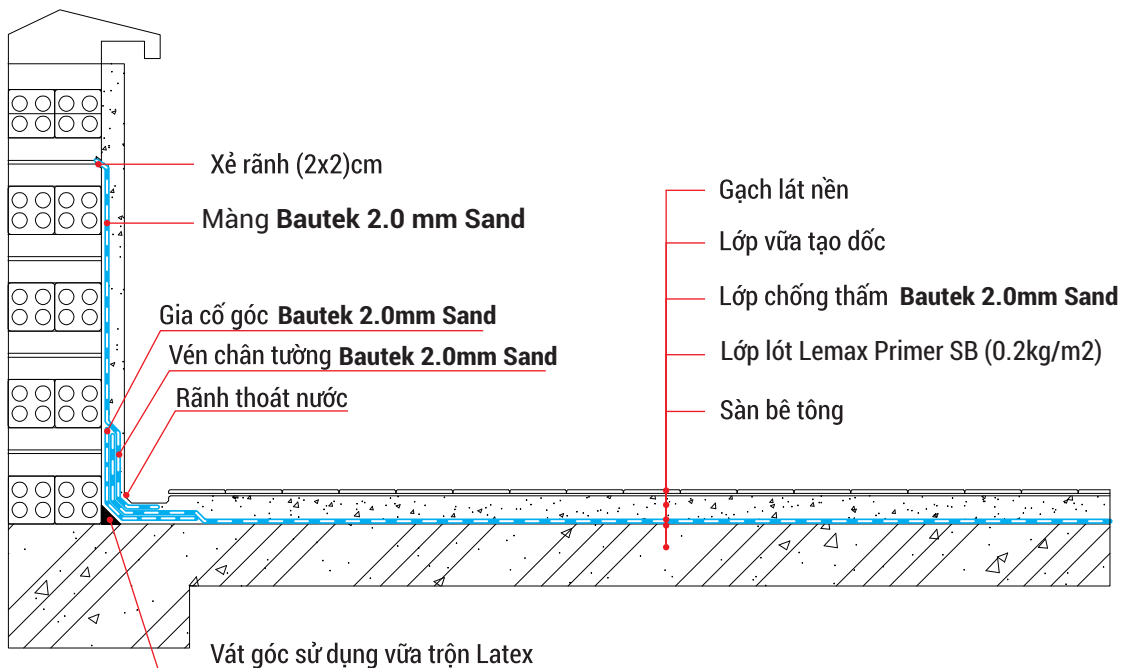 Xẻ rãnh (2x2)cm
Màng Bautek 2.0 mm Sand
Gia cố góc Bautek 2.0mm Sand
Vén chân tường Bautek 2.0mm Sand
Rãnh thoát nước
Gạch lát nền
Lớp vữa tạo dốc
Lớp chống thấm Bautek 2.0mm Sand
Lớp lót Lemax Primer SB (0.2kg/m2)
Sàn bê tông
Vát góc sử dụng vữa trộn Latex